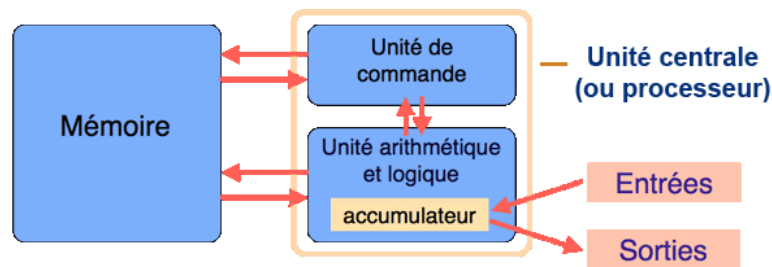 Mémoire
Unité de
commande
Unité arithmétique
et logique
accumulateur
Unité centrale
(ou processeur)
Entrées
Sorties